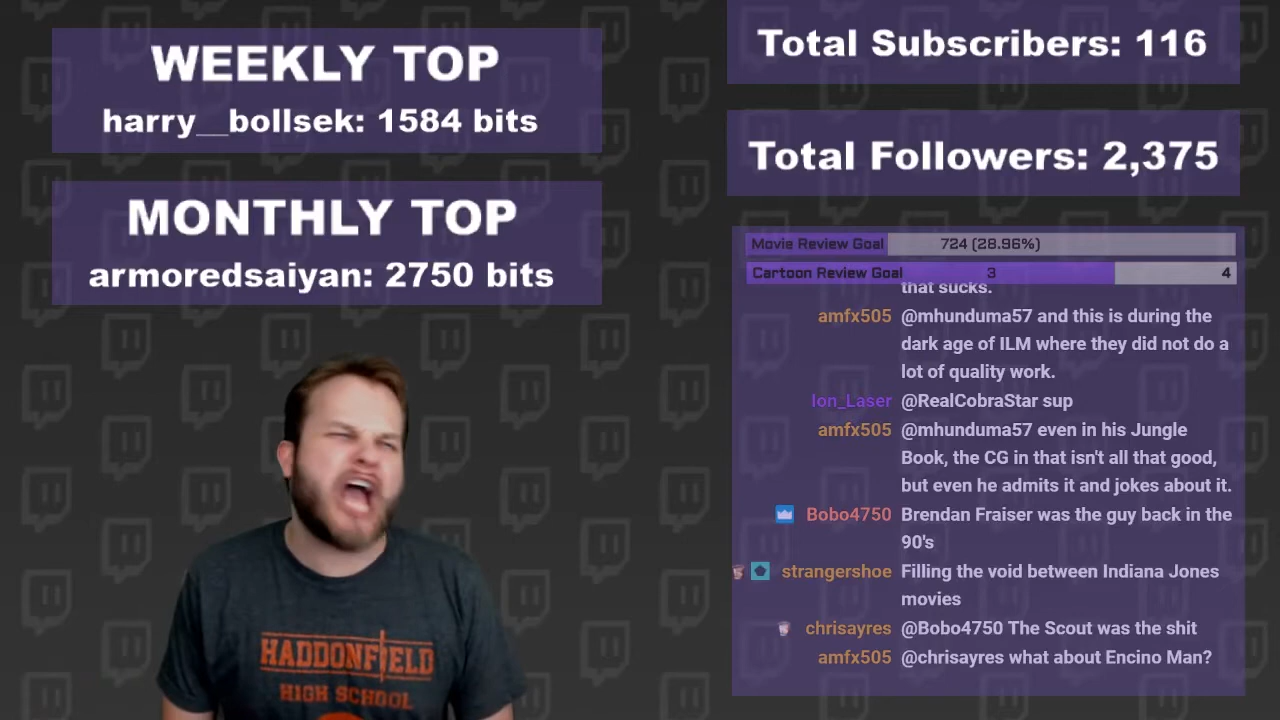 WEEKLY TOP
harry__bollsek: 1584 bits
MONTHLY TOP
armoredsaiyan: 2750 bits
Total Subscribers: 116
Total Followers: 2,375
Movie Review Goal 724 (28.96%)
Cartoon Review Goal 3 4
that sucks.
amfx505 @mhunduma57 and this is during the
dark age of ILM where they did not do a
lot of quality work.
Ion_Laser @RealCobraStar sup
amfx505 @mhunduma57 even in his Jungle
Book, the CG in that isn't all that good,
but even he admits it and jokes about it.
Bobo4750 Brendan Fraiser was the guy back in the
90's
strangershoe Filling the void between Indiana Jones
movies
chrisayres @Bobo4750 The Scout was the shit
amfx505 @chrisayres what about Encino Man?
HADDONFIELD
HIGH SCHOOL